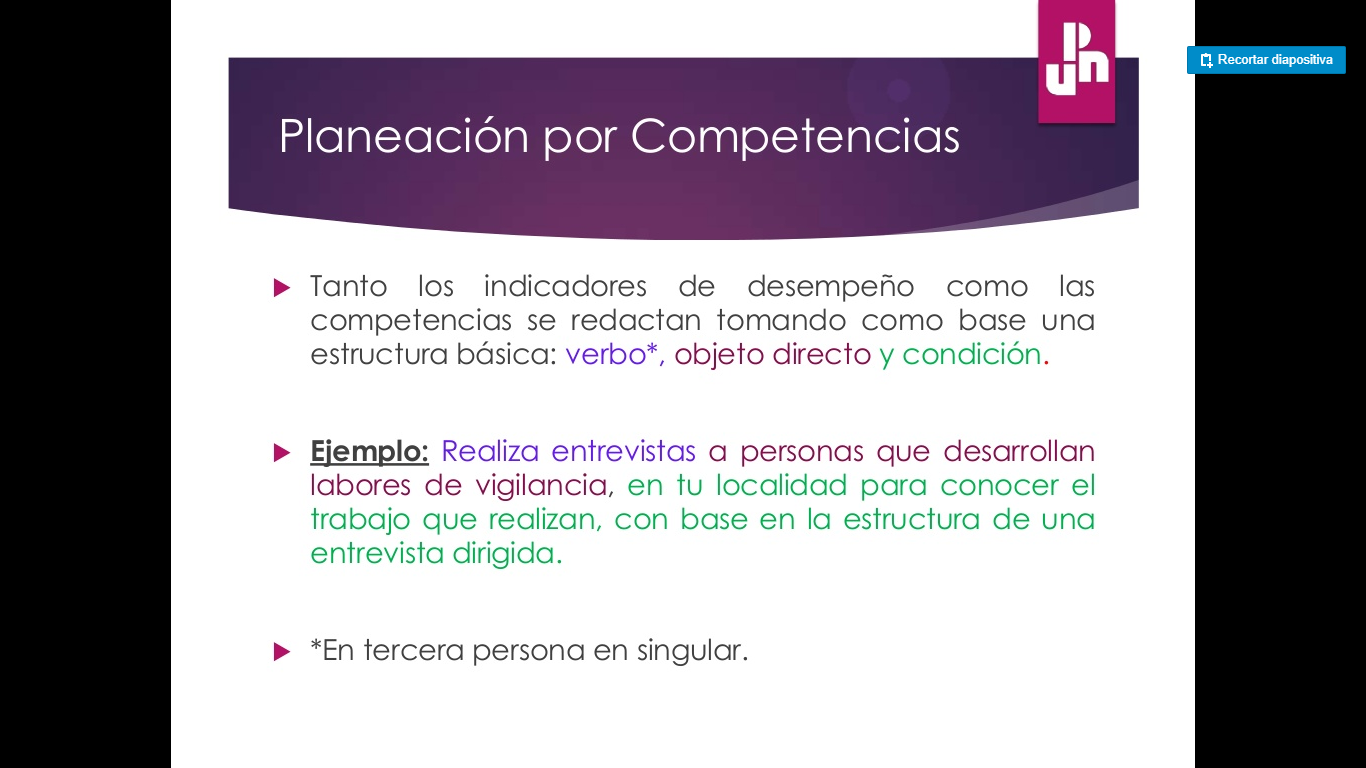 upn
Recortar diapositiva
Planeación por Competencias
Tanto los indicadores de desempeño como las
competencias se redactan tomando como base una
estructura básica: verbo*, objeto directo y condición.
Ejemplo: Realiza entrevistas a personas que desarrollan
labores de vigilancia, en tu localidad para conocer el
trabajo que realizan, con base en la estructura de una
entrevista dirigida.
*En tercera persona en singular.